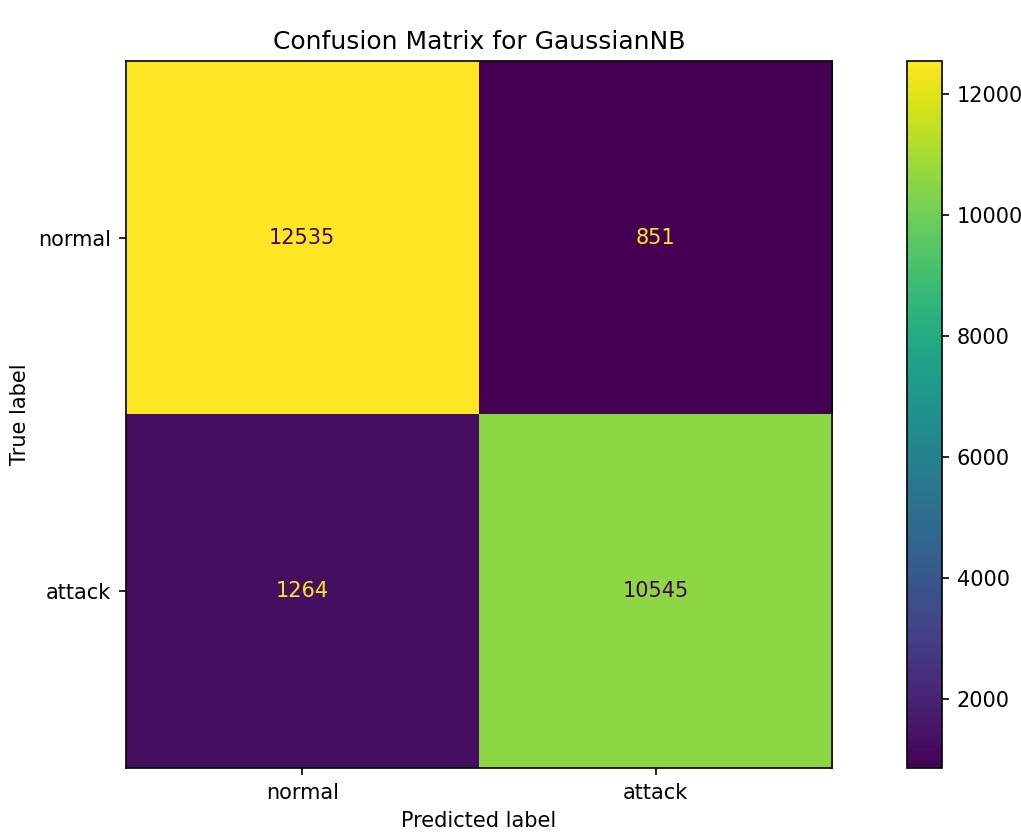 Confusion Matrix for GaussianNB
12000
10000
8000
6000
4000
2000
True label
normal
12535
851
attack
1264
10545
normal
attack
Predicted label